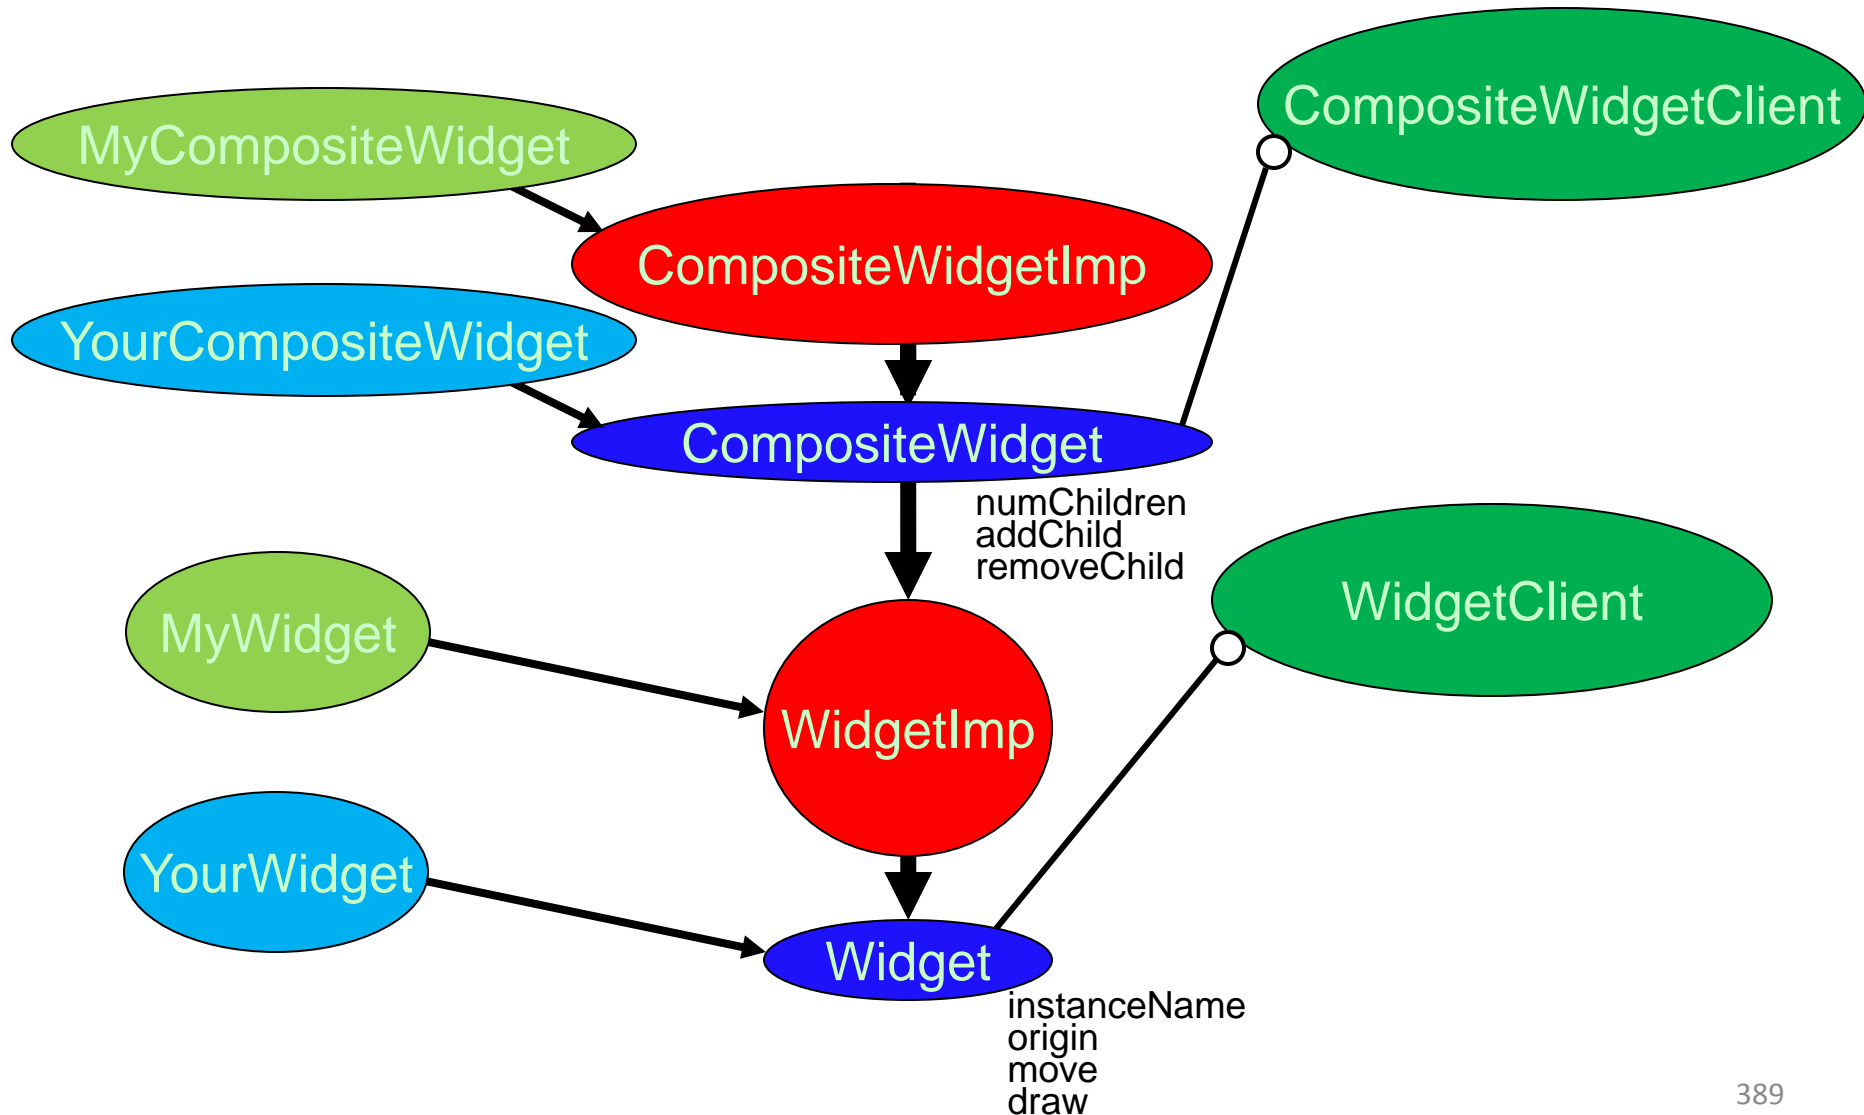 CompositeWidgetClient
MyCompositeWidget
CompositeWidgetImp
YourCompositeWidget
CompositeWidget
numChildren
addChild
removeChild
WidgetClient
MyWidget
WidgetImp
YourWidget
Widget
instanceName
origin
move
draw
389